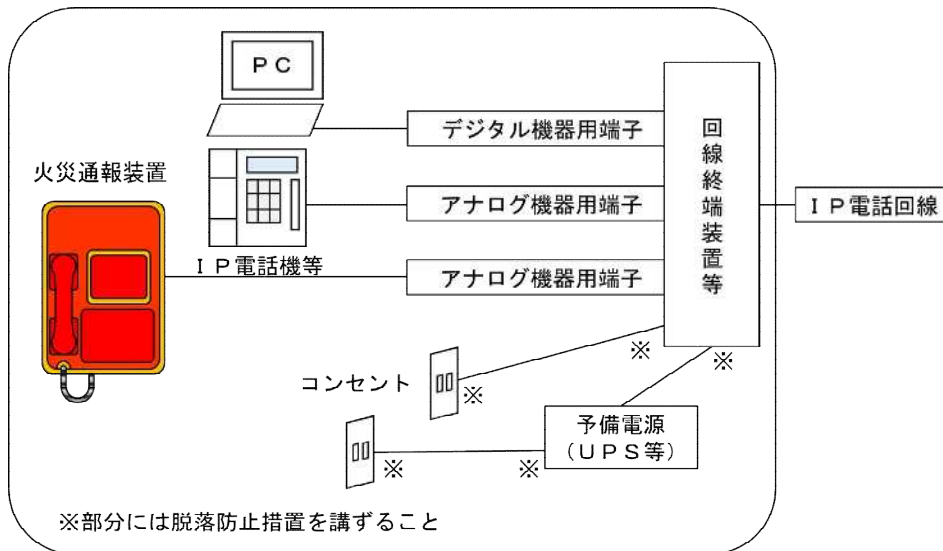 ＰＣ
デジタル機器用端子
火災通報装置
アナログ機器用端子
ＩＰ電話機等
アナログ機器用端子
回線終端装置等
ＩＰ電話回線
※
※
コンセント
※
予備電源
（ＵＰＳ等）
※
※
※部分には脱落防止措置を講ずること